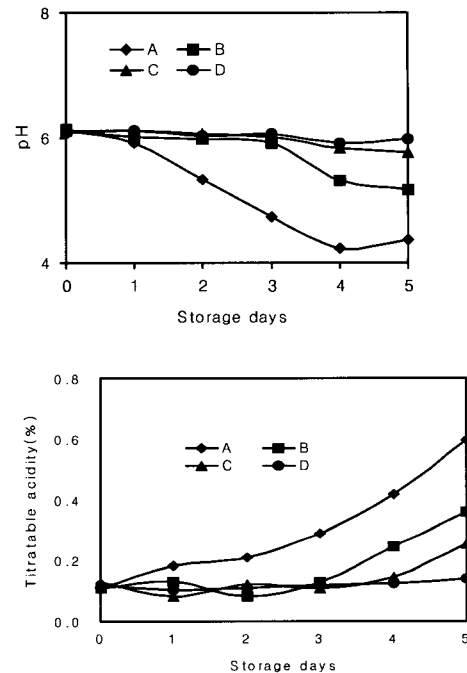 8
A B
C D
6
pH
4
0 1 2 3 4 5
Storage days
0.8
A B
0.6
C D
0.4
Titratable acidity(%)
0.2
0.0
0 1 2 3 4 5
Storage days